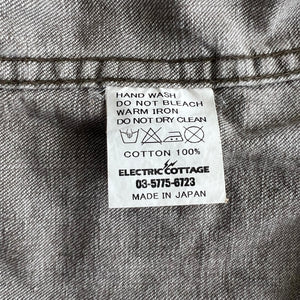 HAND WASH
DO NOT BLEACH
WARM IRON
DO NOT DRY CLEAN
COTTON 100%
ELECTRIC COTTAGE
03-5775-6723
MADE IN JAPAN